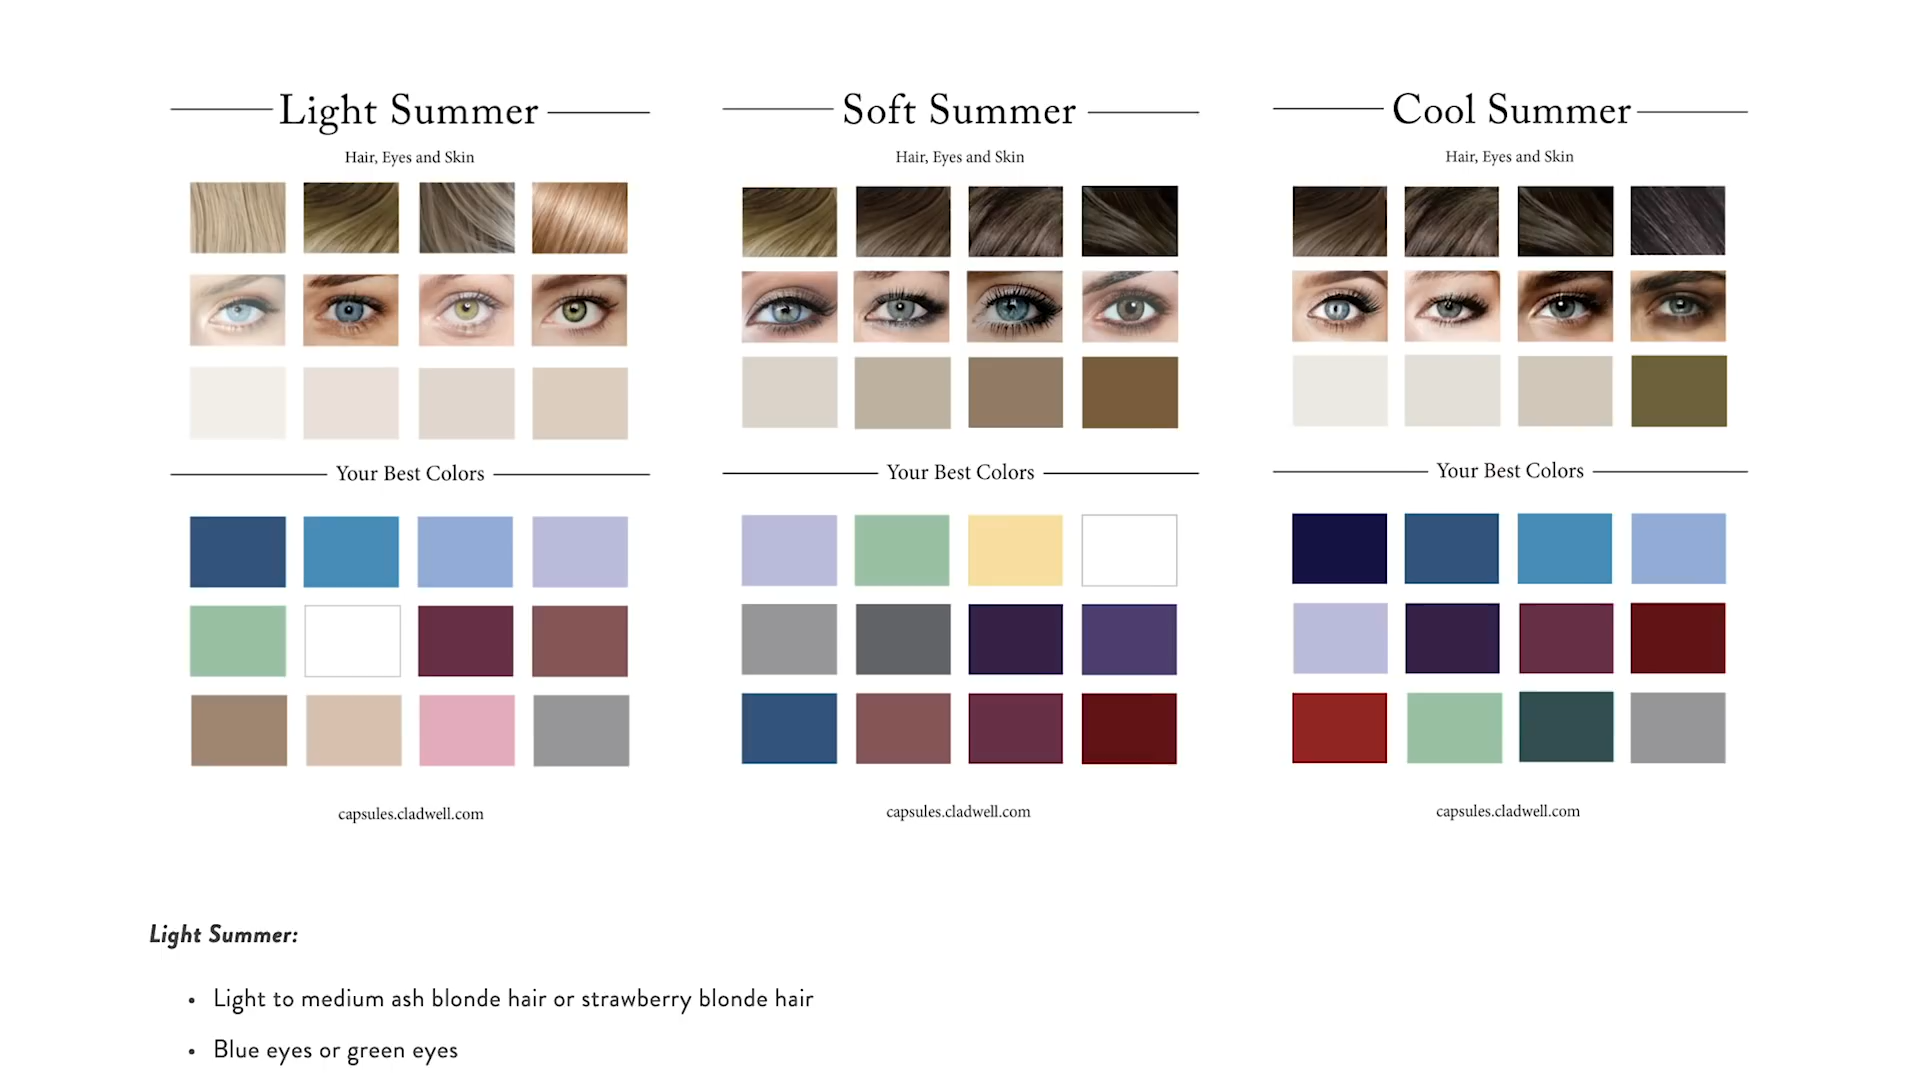 Light Summer
Hair, Eyes and Skin
Your Best Colors
capsules.cladwell.com
Soft Summer
Hair, Eyes and Skin
Your Best Colors
capsules.cladwell.com
Cool Summer
Hair, Eyes and Skin
Your Best Colors
capsules.cladwell.com
Light Summer:
• Light to medium ash blonde hair or strawberry blonde hair
• Blue eyes or green eyes